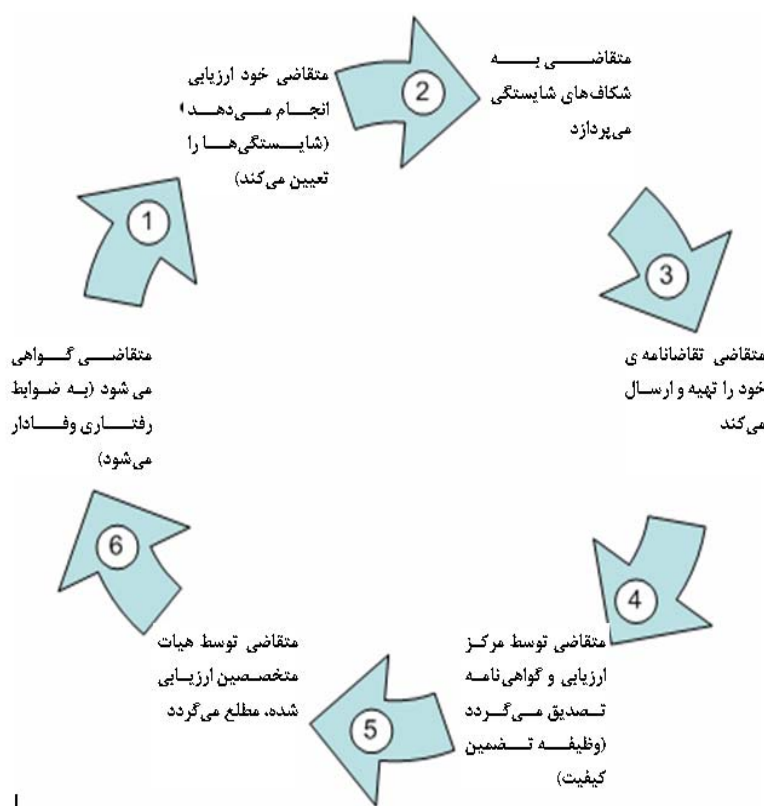 متقاضی خود ارزیابی
انجام می‌دهد
(شایستگی‌ها را
تعیین می‌کند)
2
متقاضی به
شکاف‌های شایستگی
می‌پردازد
1
3
متقاضی گواهی
می شود (به ضوابط
رفتاری وفادار
می‌شود)
متقاضی تقاضانامه ی
خود را تهیه و ارسال
می‌کند
6
4
متقاضی توسط هیات
متخصصین ارزیابی
شده، مطلع می‌گردد
متقاضی توسط مرکز
ارزیابی و گواهی‌نامه
تصدیق می‌گردد
(وظیفه تضمین
کیفیت)
5